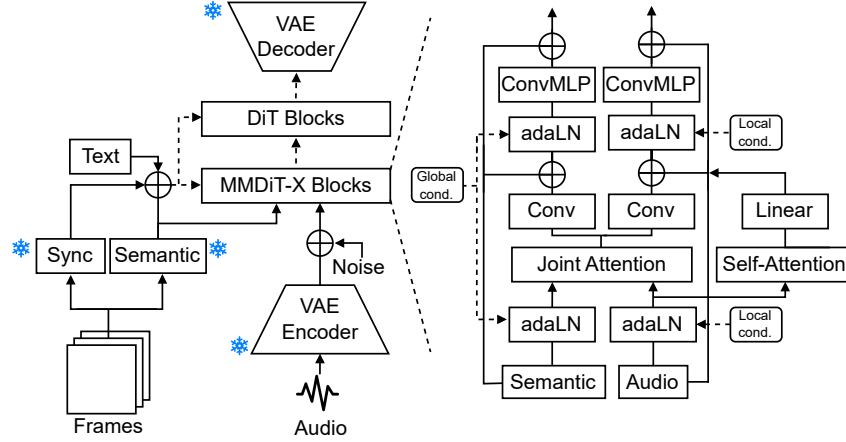 VAE
Decoder
DiT Blocks
Text
MMDiT-X Blocks
Sync
Semantic
Noise
VAE
Encoder
Frames
Audio
ConvMLP
ConvMLP
adaLN
adaLN
Local
cond.
Global
cond.
Conv
Conv
Linear
Joint Attention
Self-Attention
adaLN
adaLN
Local
cond.
Semantic
Audio